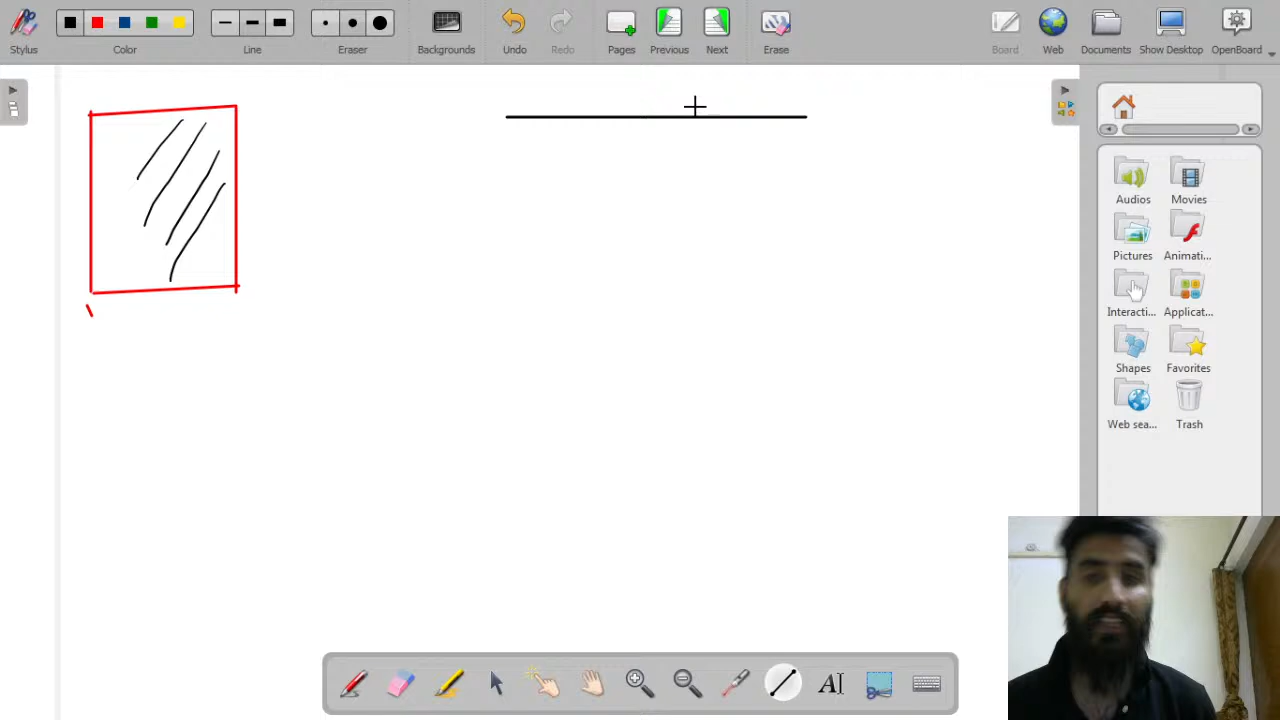 Stylus
Color
Line
Eraser
Backgrounds
Undo
Redo
Pages
Previous
Next
Erase
Board
Web
Documents
Show Desktop
OpenBoard
Audios
Movies
Pictures
Animati...
Interacti...
Applicat...
Shapes
Favorites
Web sea...
Trash
A